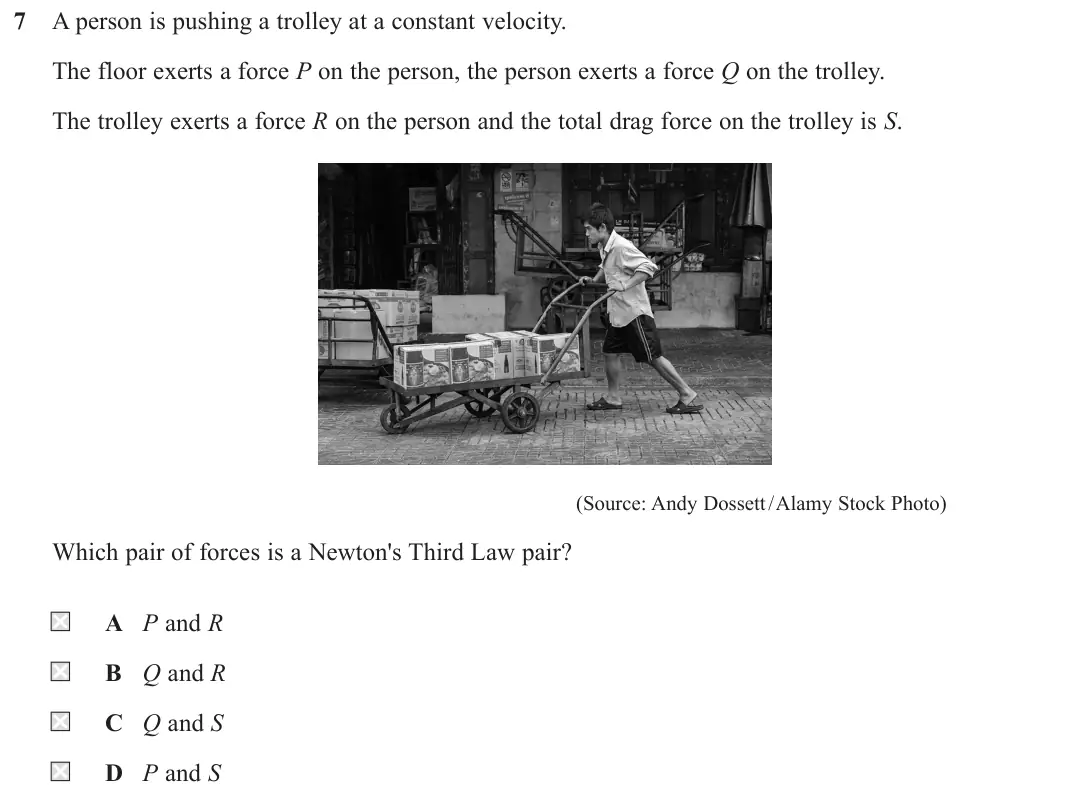 7 A person is pushing a trolley at a constant velocity.
The floor exerts a force P on the person, the person exerts a force Q on the trolley.
The trolley exerts a force R on the person and the total drag force on the trolley is S.
(Source: Andy Dossett/Alamy Stock Photo)
Which pair of forces is a Newton's Third Law pair?
A P and R
B Q and R
C Q and S
D P and S